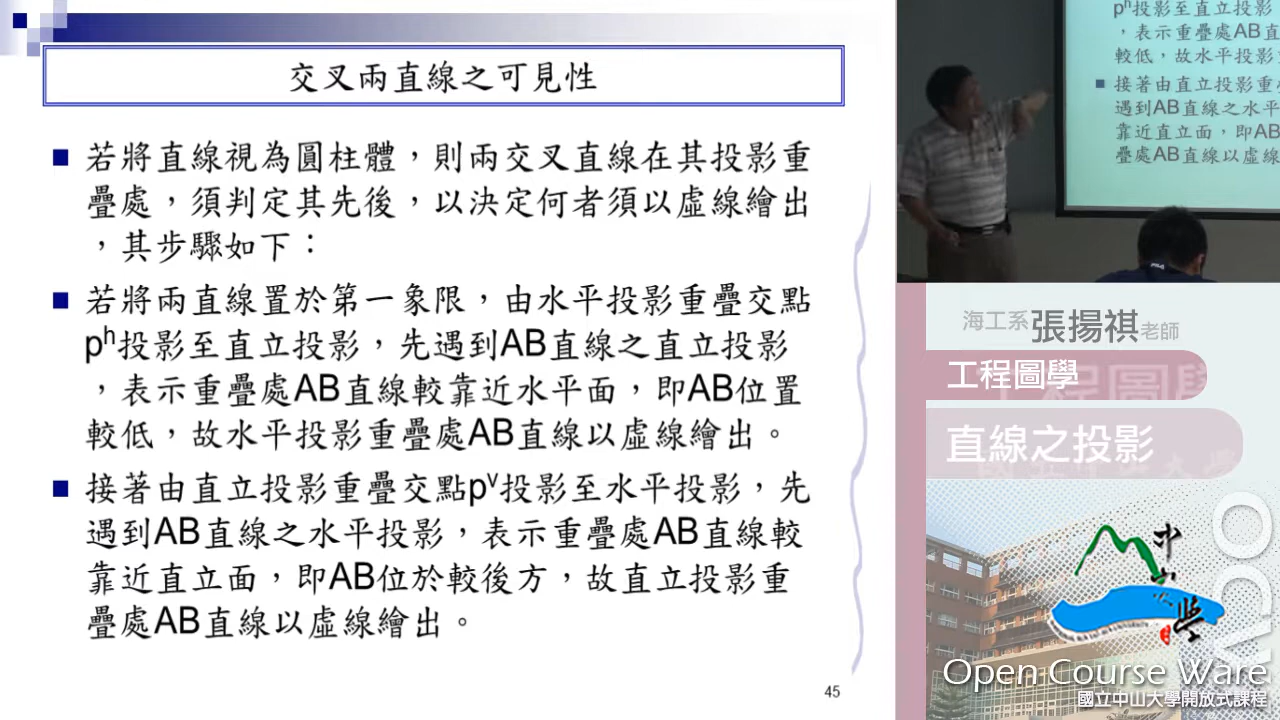 交叉兩直線之可見性
若將直線視為圓柱體，則兩交叉直線在其投影重
疊處，須判定其先後，以決定何者須以虛線繪出
，其步驟如下：
若將兩直線置於第一象限，由水平投影重疊交點
pʰ投影至直立投影，先遇到AB直線之直立投影
，表示重疊處AB直線較靠近水平面，即AB位置
較低，故水平投影重疊處AB直線以虛線繪出。
接著由直立投影重疊交點pᵛ投影至水平投影，先
遇到AB直線之水平投影，表示重疊處AB直線較
靠近直立面，即AB位於較後方，故直立投影重
疊處AB直線以虛線繪出。
45
pʰ投影至直立投影
，表示重疊處AB直
較低，故水平投影
接著由直立投影重
遇到AB直線之水平
靠近直立面，即AB
疊處AB直線以虛線
海工系張揚祺老師
工程圖學
直線之投影
中山大學
OCW
Open Course Ware
國立中山大學開放式課程